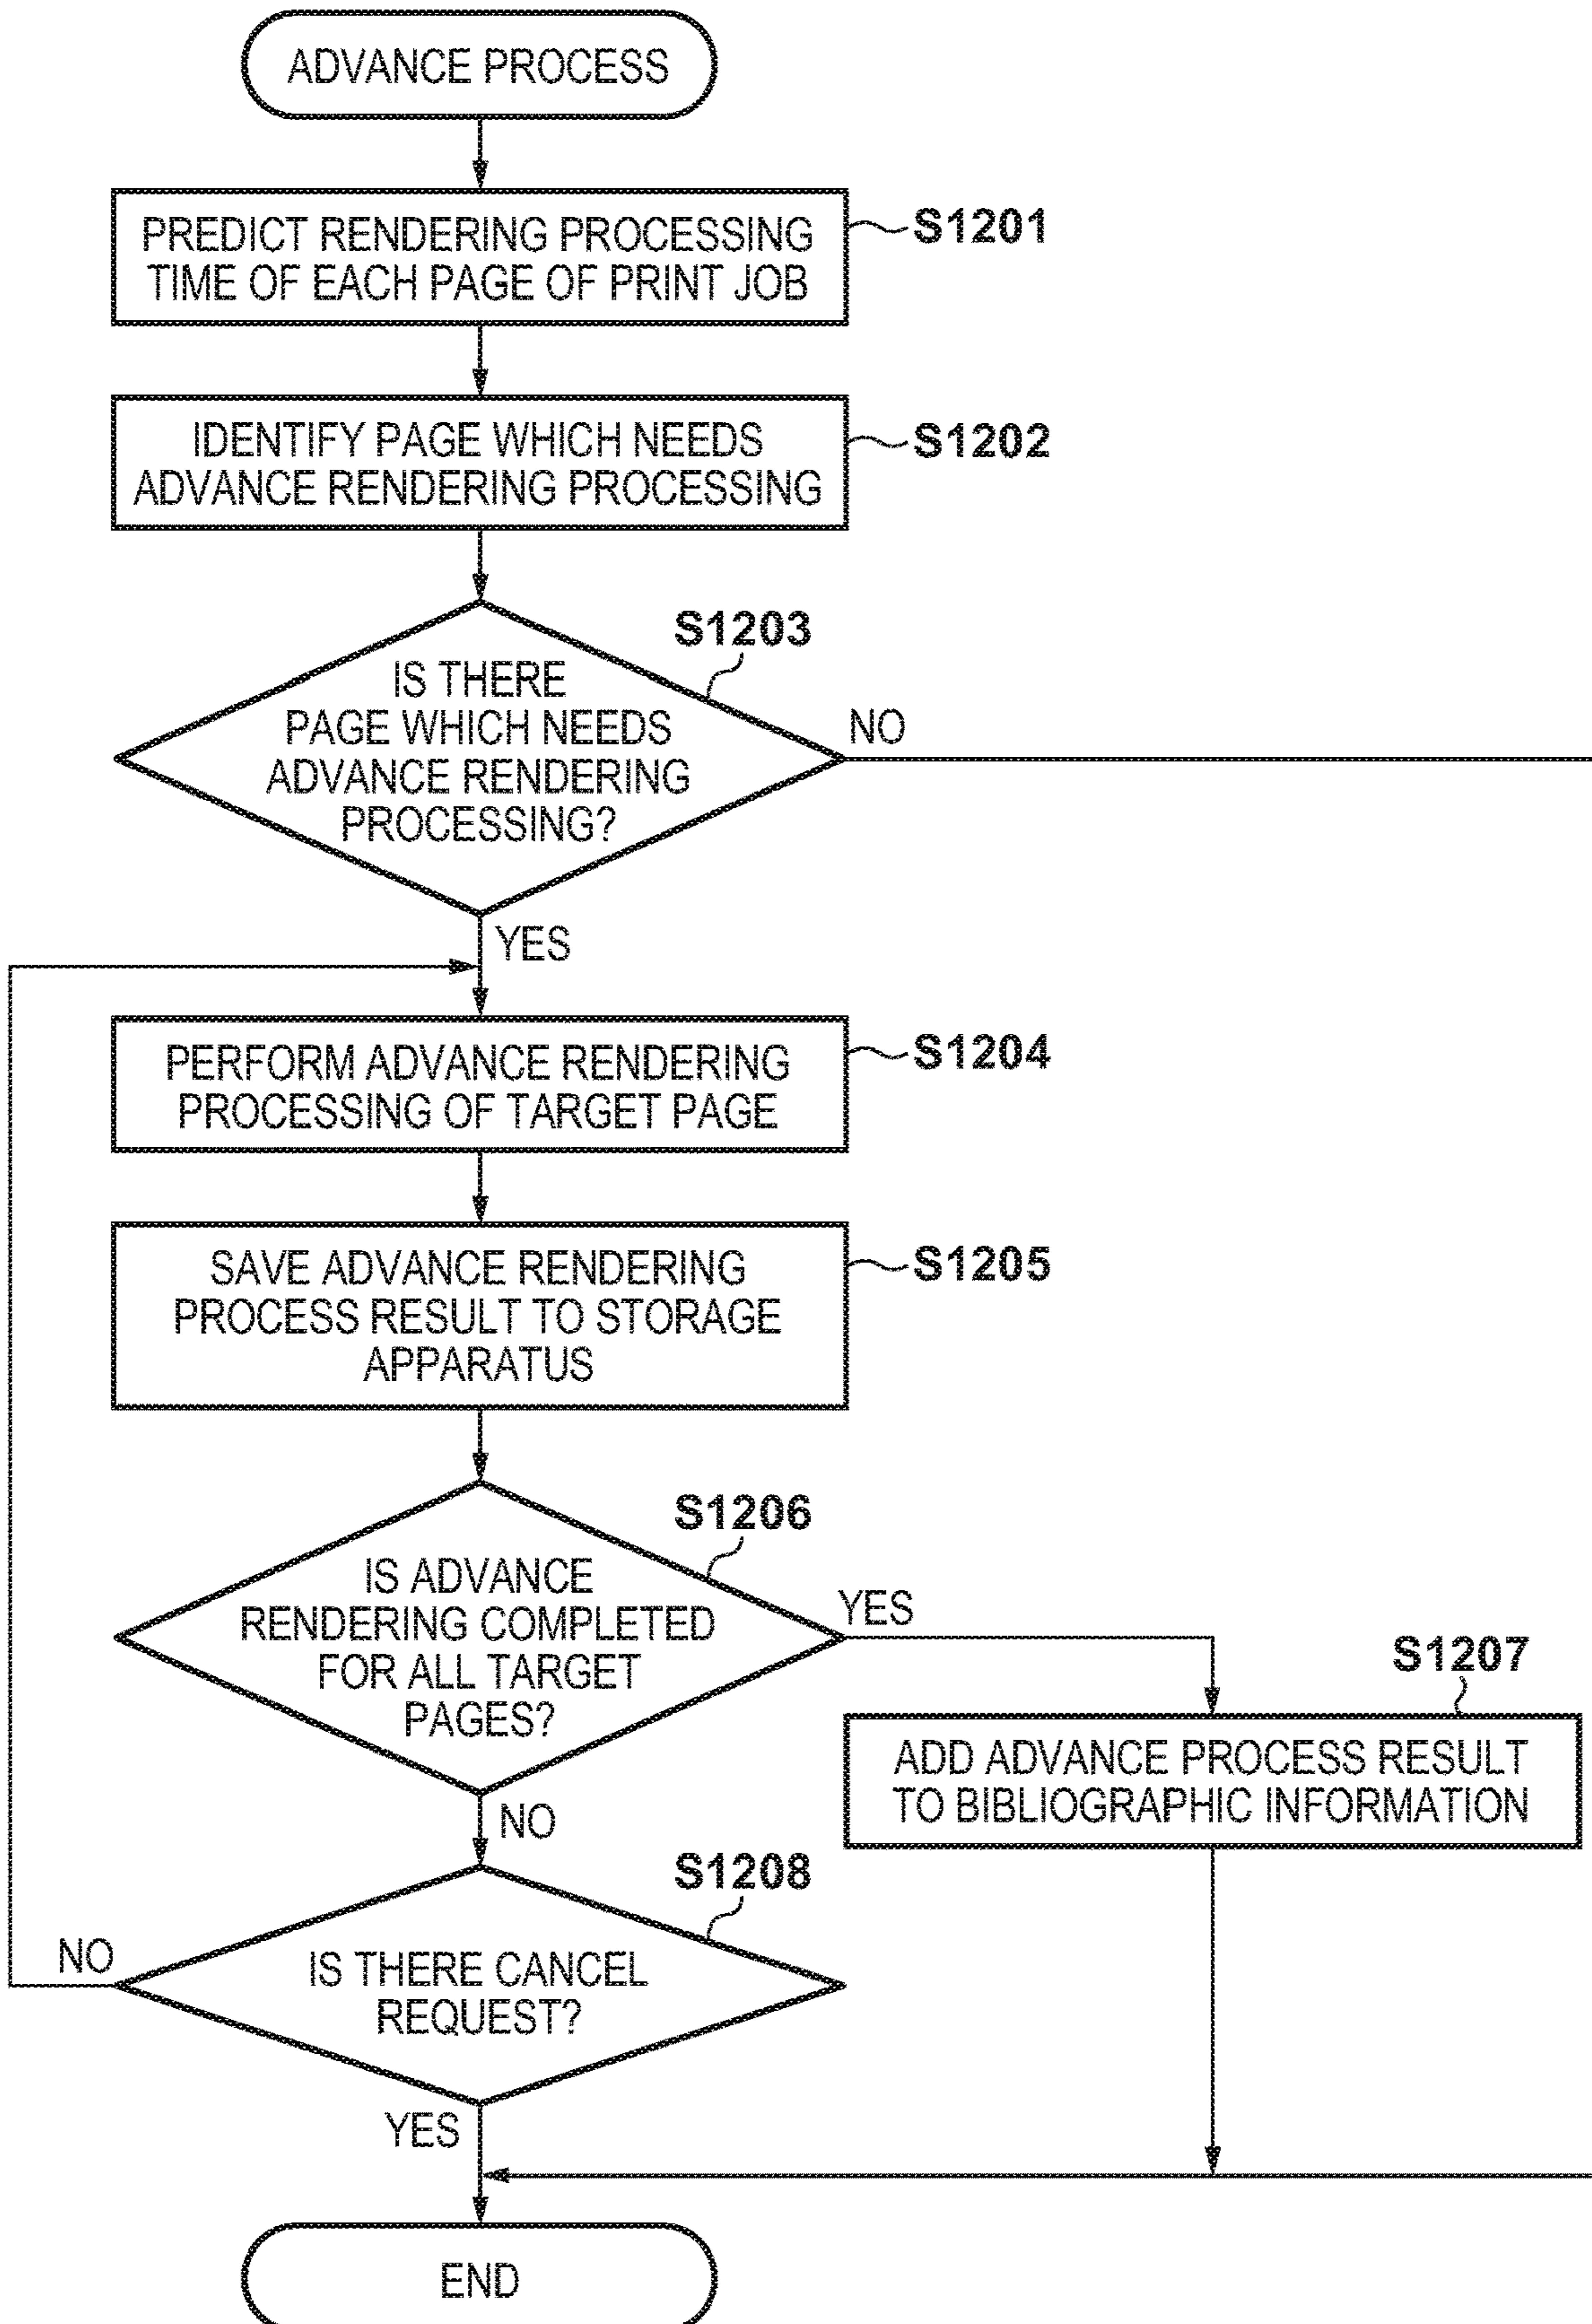 ADVANCE PROCESS
PREDICT RENDERING PROCESSING
TIME OF EACH PAGE OF PRINT JOB
S1201
IDENTIFY PAGE WHICH NEEDS
ADVANCE RENDERING PROCESSING
S1202
S1203
IS THERE
PAGE WHICH NEEDS
ADVANCE RENDERING
PROCESSING?
NO
YES
PERFORM ADVANCE RENDERING
PROCESSING OF TARGET PAGE
S1204
SAVE ADVANCE RENDERING
PROCESS RESULT TO STORAGE
APPARATUS
S1205
S1206
IS ADVANCE
RENDERING COMPLETED
FOR ALL TARGET
PAGES?
YES
S1207
ADD ADVANCE PROCESS RESULT
TO BIBLIOGRAPHIC INFORMATION
NO
S1208
IS THERE CANCEL
REQUEST?
NO
YES
END